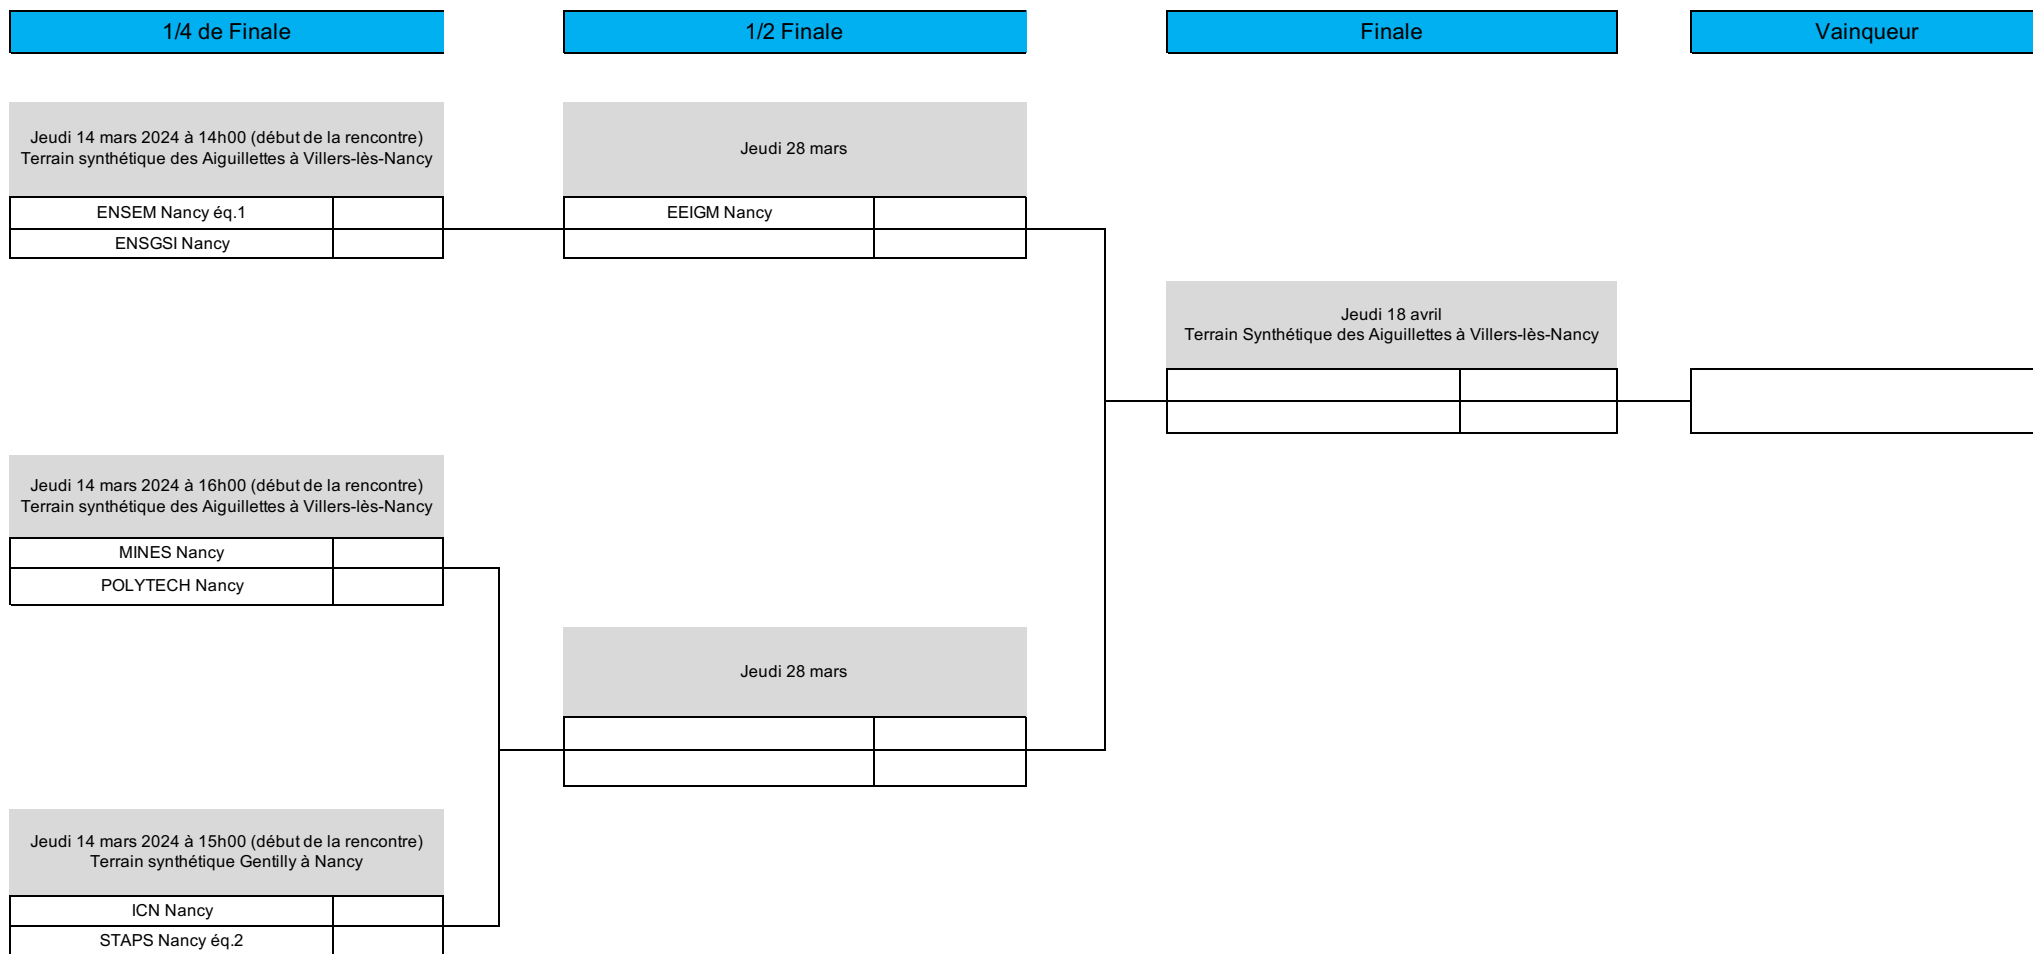 1/4 de Finale
1/2 Finale
Finale
Vainqueur
Jeudi 14 mars 2024 à 14h00 (début de la rencontre)
Terrain synthétique des Aiguillettes à Villers-lès-Nancy
Jeudi 28 mars
ENSEM Nancy éq.1
EEIGM Nancy
ENSGSI Nancy
Jeudi 18 avril
Terrain Synthétique des Aiguillettes à Villers-lès-Nancy
Jeudi 14 mars 2024 à 16h00 (début de la rencontre)
Terrain synthétique des Aiguillettes à Villers-lès-Nancy
MINES Nancy
POLYTECH Nancy
Jeudi 28 mars
Jeudi 14 mars 2024 à 15h00 (début de la rencontre)
Terrain synthétique Gentilly à Nancy
ICN Nancy
STAPS Nancy éq.2